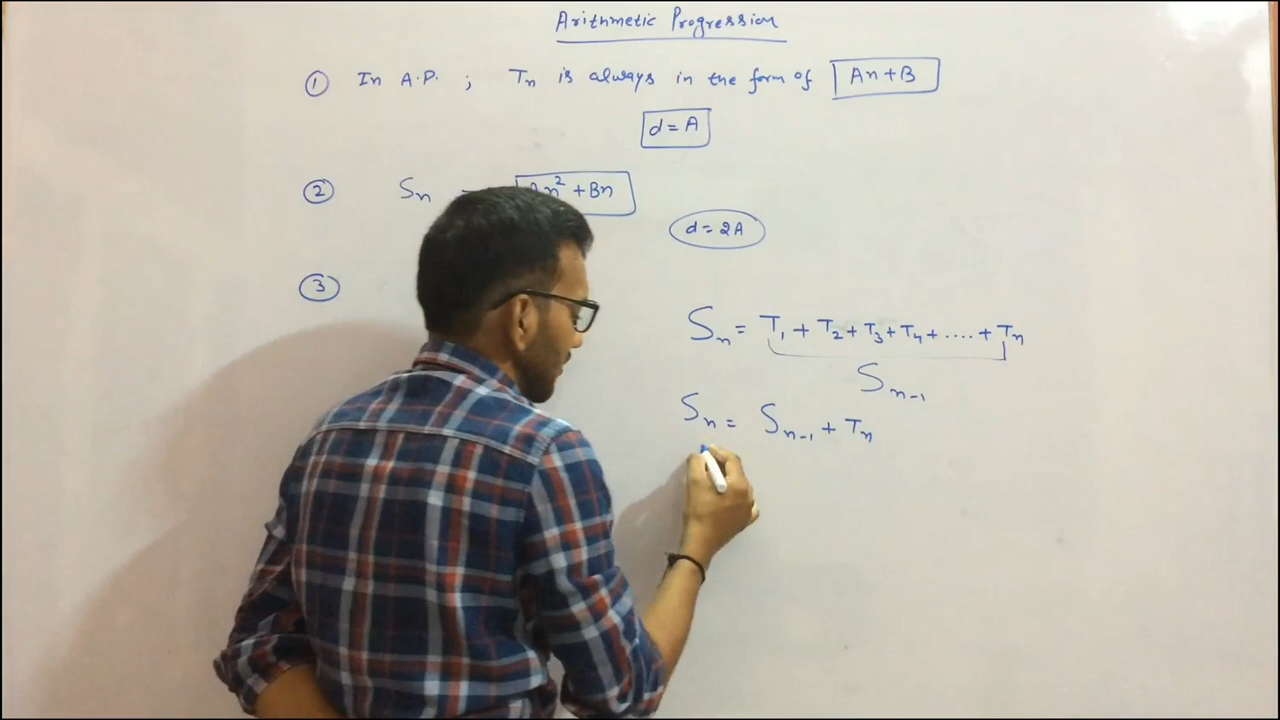 Arithmetic Progression
① In A.P. ; Tn is always in the form of An+B
d = A
② Sn An² + Bn
d = 2A
③
Sn = T1 + T2 + T3 + T4 + .... + Tn
Sn-1
Sn = Sn-1 + Tn